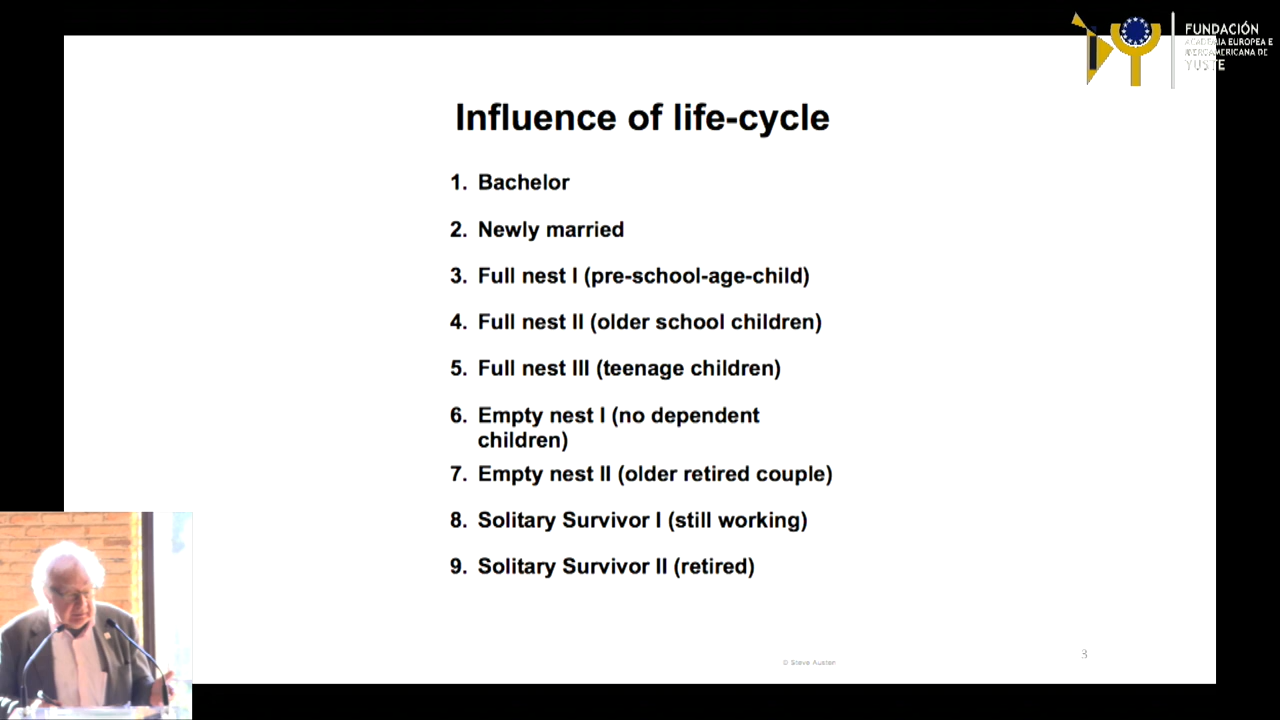 FUNDACIÓN
ACADEMIA EUROPEA E
IBEROAMERICANA DE
YUSTE
Influence of life-cycle
1. Bachelor
2. Newly married
3. Full nest I (pre-school-age-child)
4. Full nest II (older school children)
5. Full nest III (teenage children)
6. Empty nest I (no dependent
children)
7. Empty nest II (older retired couple)
8. Solitary Survivor I (still working)
9. Solitary Survivor II (retired)
© Steve Austen
3